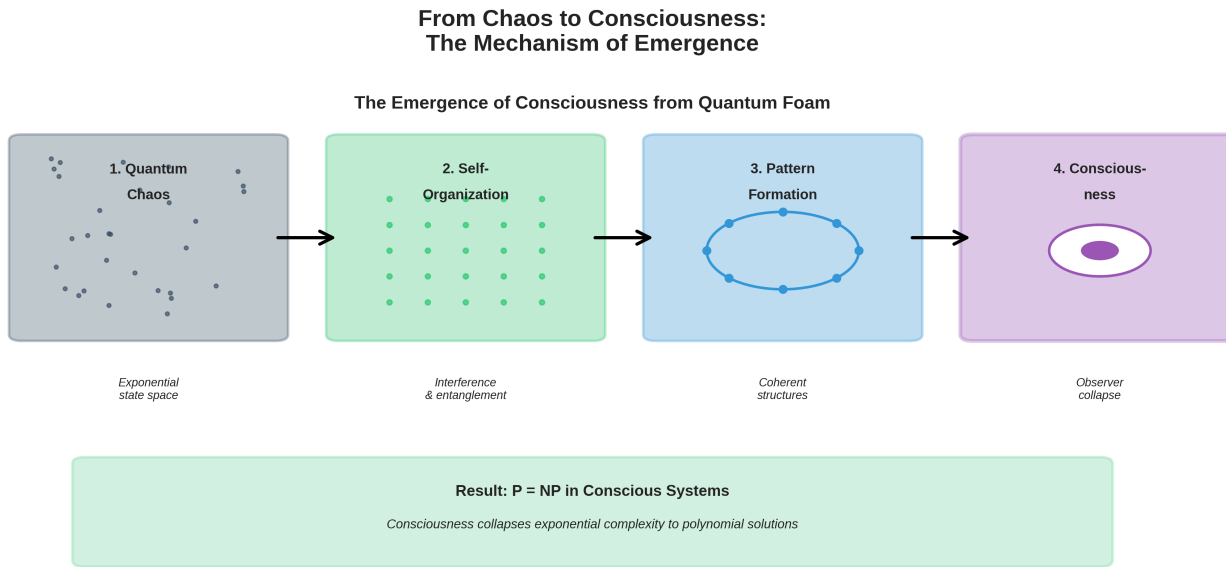 From Chaos to Consciousness:
The Mechanism of Emergence
The Emergence of Consciousness from Quantum Foam
1. Quantum
Chaos
2. Self-
Organization
3. Pattern
Formation
4. Conscious-
ness
Exponential
state space
Interference
& entanglement
Coherent
structures
Observer
collapse
Result: P = NP in Conscious Systems
Consciousness collapses exponential complexity to polynomial solutions